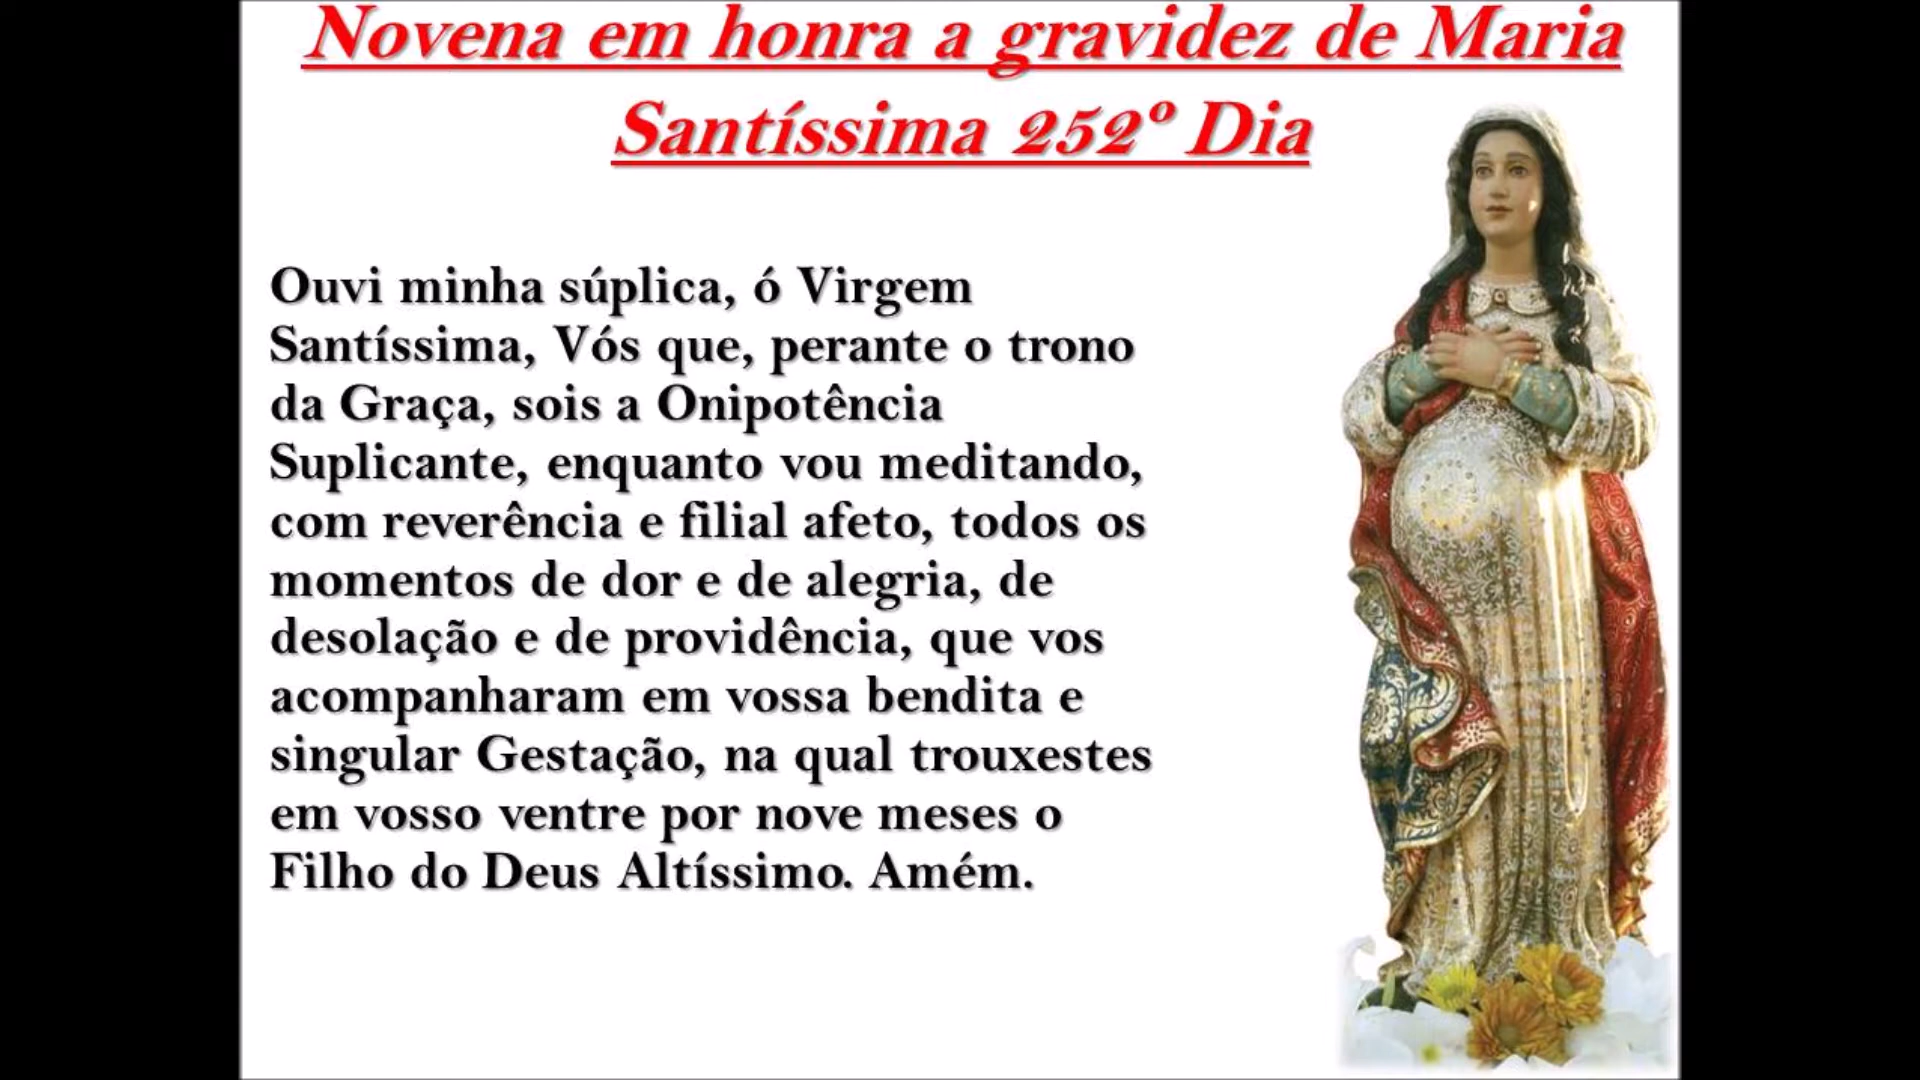 Novena em honra a gravidez de Maria
Santíssima 252º Dia
Ouvi minha súplica, ó Virgem
Santíssima, Vós que, perante o trono
da Graça, sois a Onipotência
Suplicante, enquanto vou meditando,
com reverência e filial afeto, todos os
momentos de dor e de alegria, de
desolação e de providência, que vos
acompanharam em vossa bendita e
singular Gestação, na qual trouxestes
em vosso ventre por nove meses o
Filho do Deus Altíssimo. Amém.